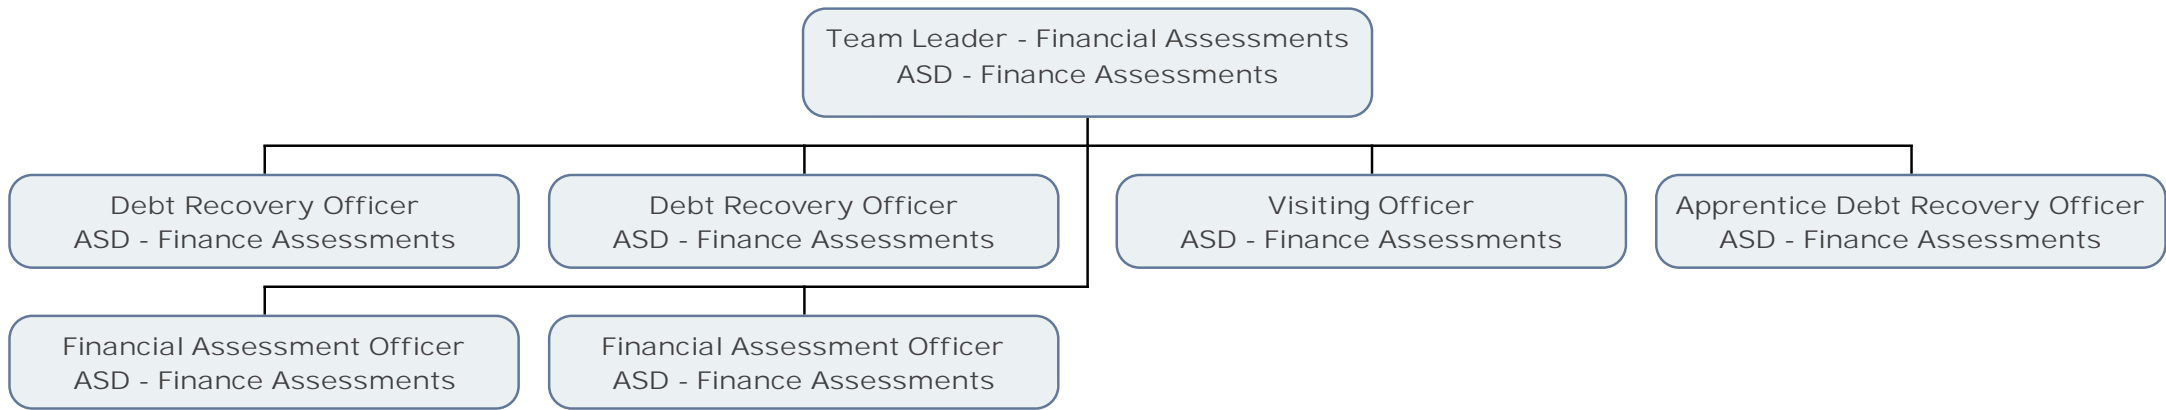 Team Leader - Financial Assessments
ASD - Finance Assessments
Debt Recovery Officer
ASD - Finance Assessments
Debt Recovery Officer
ASD - Finance Assessments
Visiting Officer
ASD - Finance Assessments
Apprentice Debt Recovery Officer
ASD - Finance Assessments
Financial Assessment Officer
ASD - Finance Assessments
Financial Assessment Officer
ASD - Finance Assessments